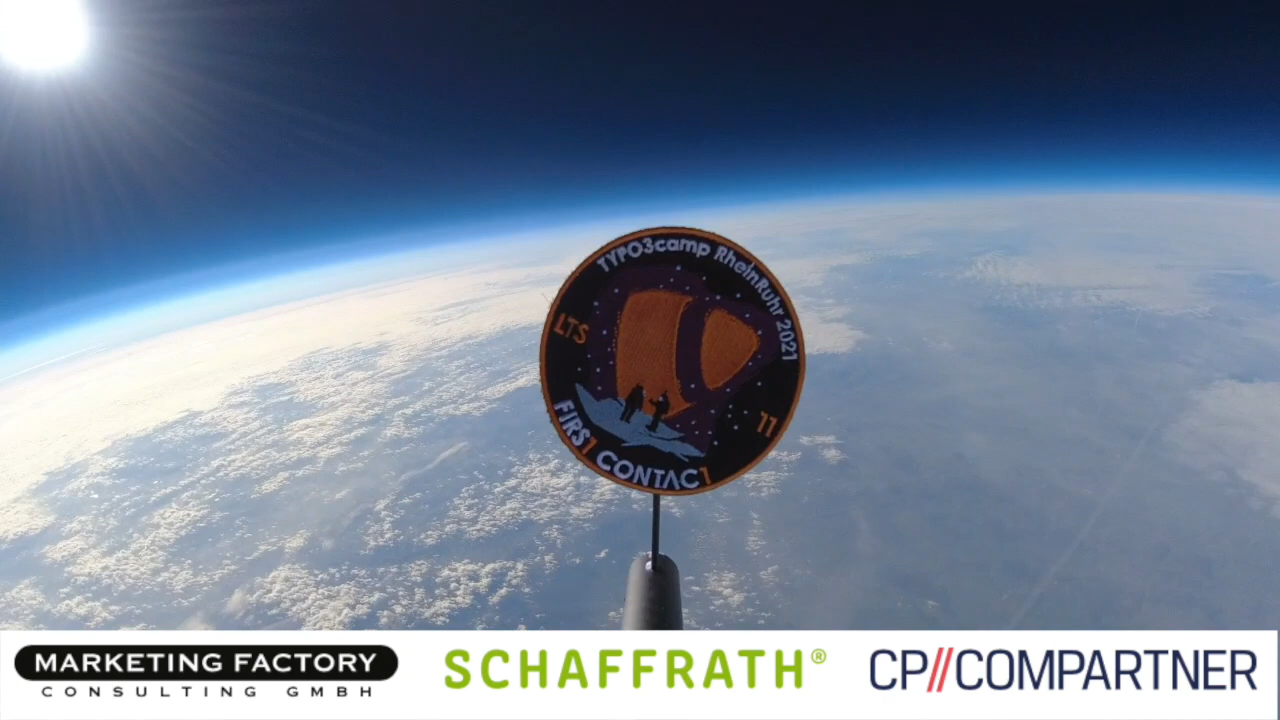 TYPO3camp RheinRuhr 2021
LTS
11
FIRS1 CONTAC1
MARKETING FACTORY
CONSULTING GMBH
SCHAFFRATH®
CP//COMPARTNER